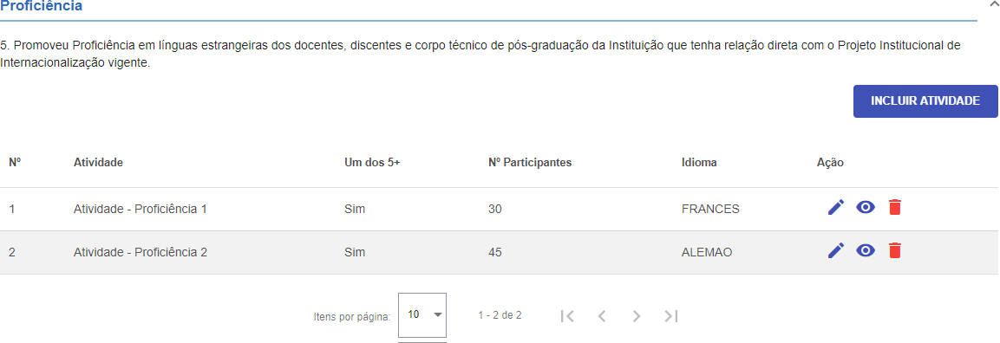 Proficiência
5. Promoveu Proficiência em línguas estrangeiras dos docentes, discentes e corpo técnico de pós-graduação da Instituição que tenha relação direta com o Projeto Institucional de
Internacionalização vigente.
INCLUIR ATIVIDADE
Nº Atividade Um dos 5+ Nº Participantes Idioma Ação
1 Atividade - Proficiência 1 Sim 30 FRANCES
2 Atividade - Proficiência 2 Sim 45 ALEMAO
Itens por página: 10 1 - 2 de 2